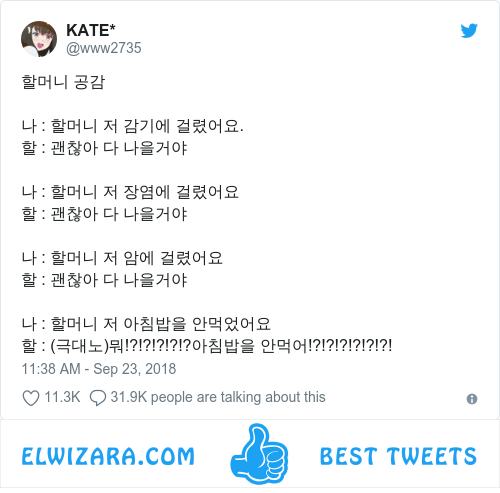 KATE*
@www2735
할머니 공감
나 : 할머니 저 감기에 걸렸어요.
할 : 괜찮아 다 나을거야
나 : 할머니 저 장염에 걸렸어요
할 : 괜찮아 다 나을거야
나 : 할머니 저 암에 걸렸어요
할 : 괜찮아 다 나을거야
나 : 할머니 저 아침밥을 안먹었어요
할 : (극대노)뭐!?!?!?!?!?아침밥을 안먹어!?!?!?!?!?!?!
11:38 AM - Sep 23, 2018
11.3K 31.9K people are talking about this
ELWIZARA.COM BEST TWEETS